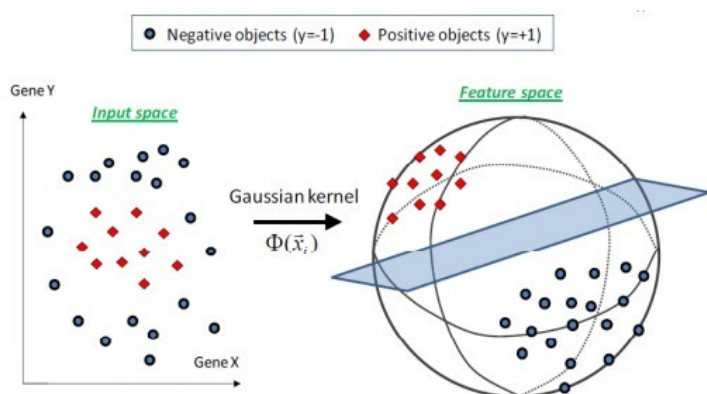 Negative objects (y=-1) Positive objects (y=+1)
Gene Y
Input space
Feature space
Gaussian kernel
Φ(x⃗ᵢ)
Gene X